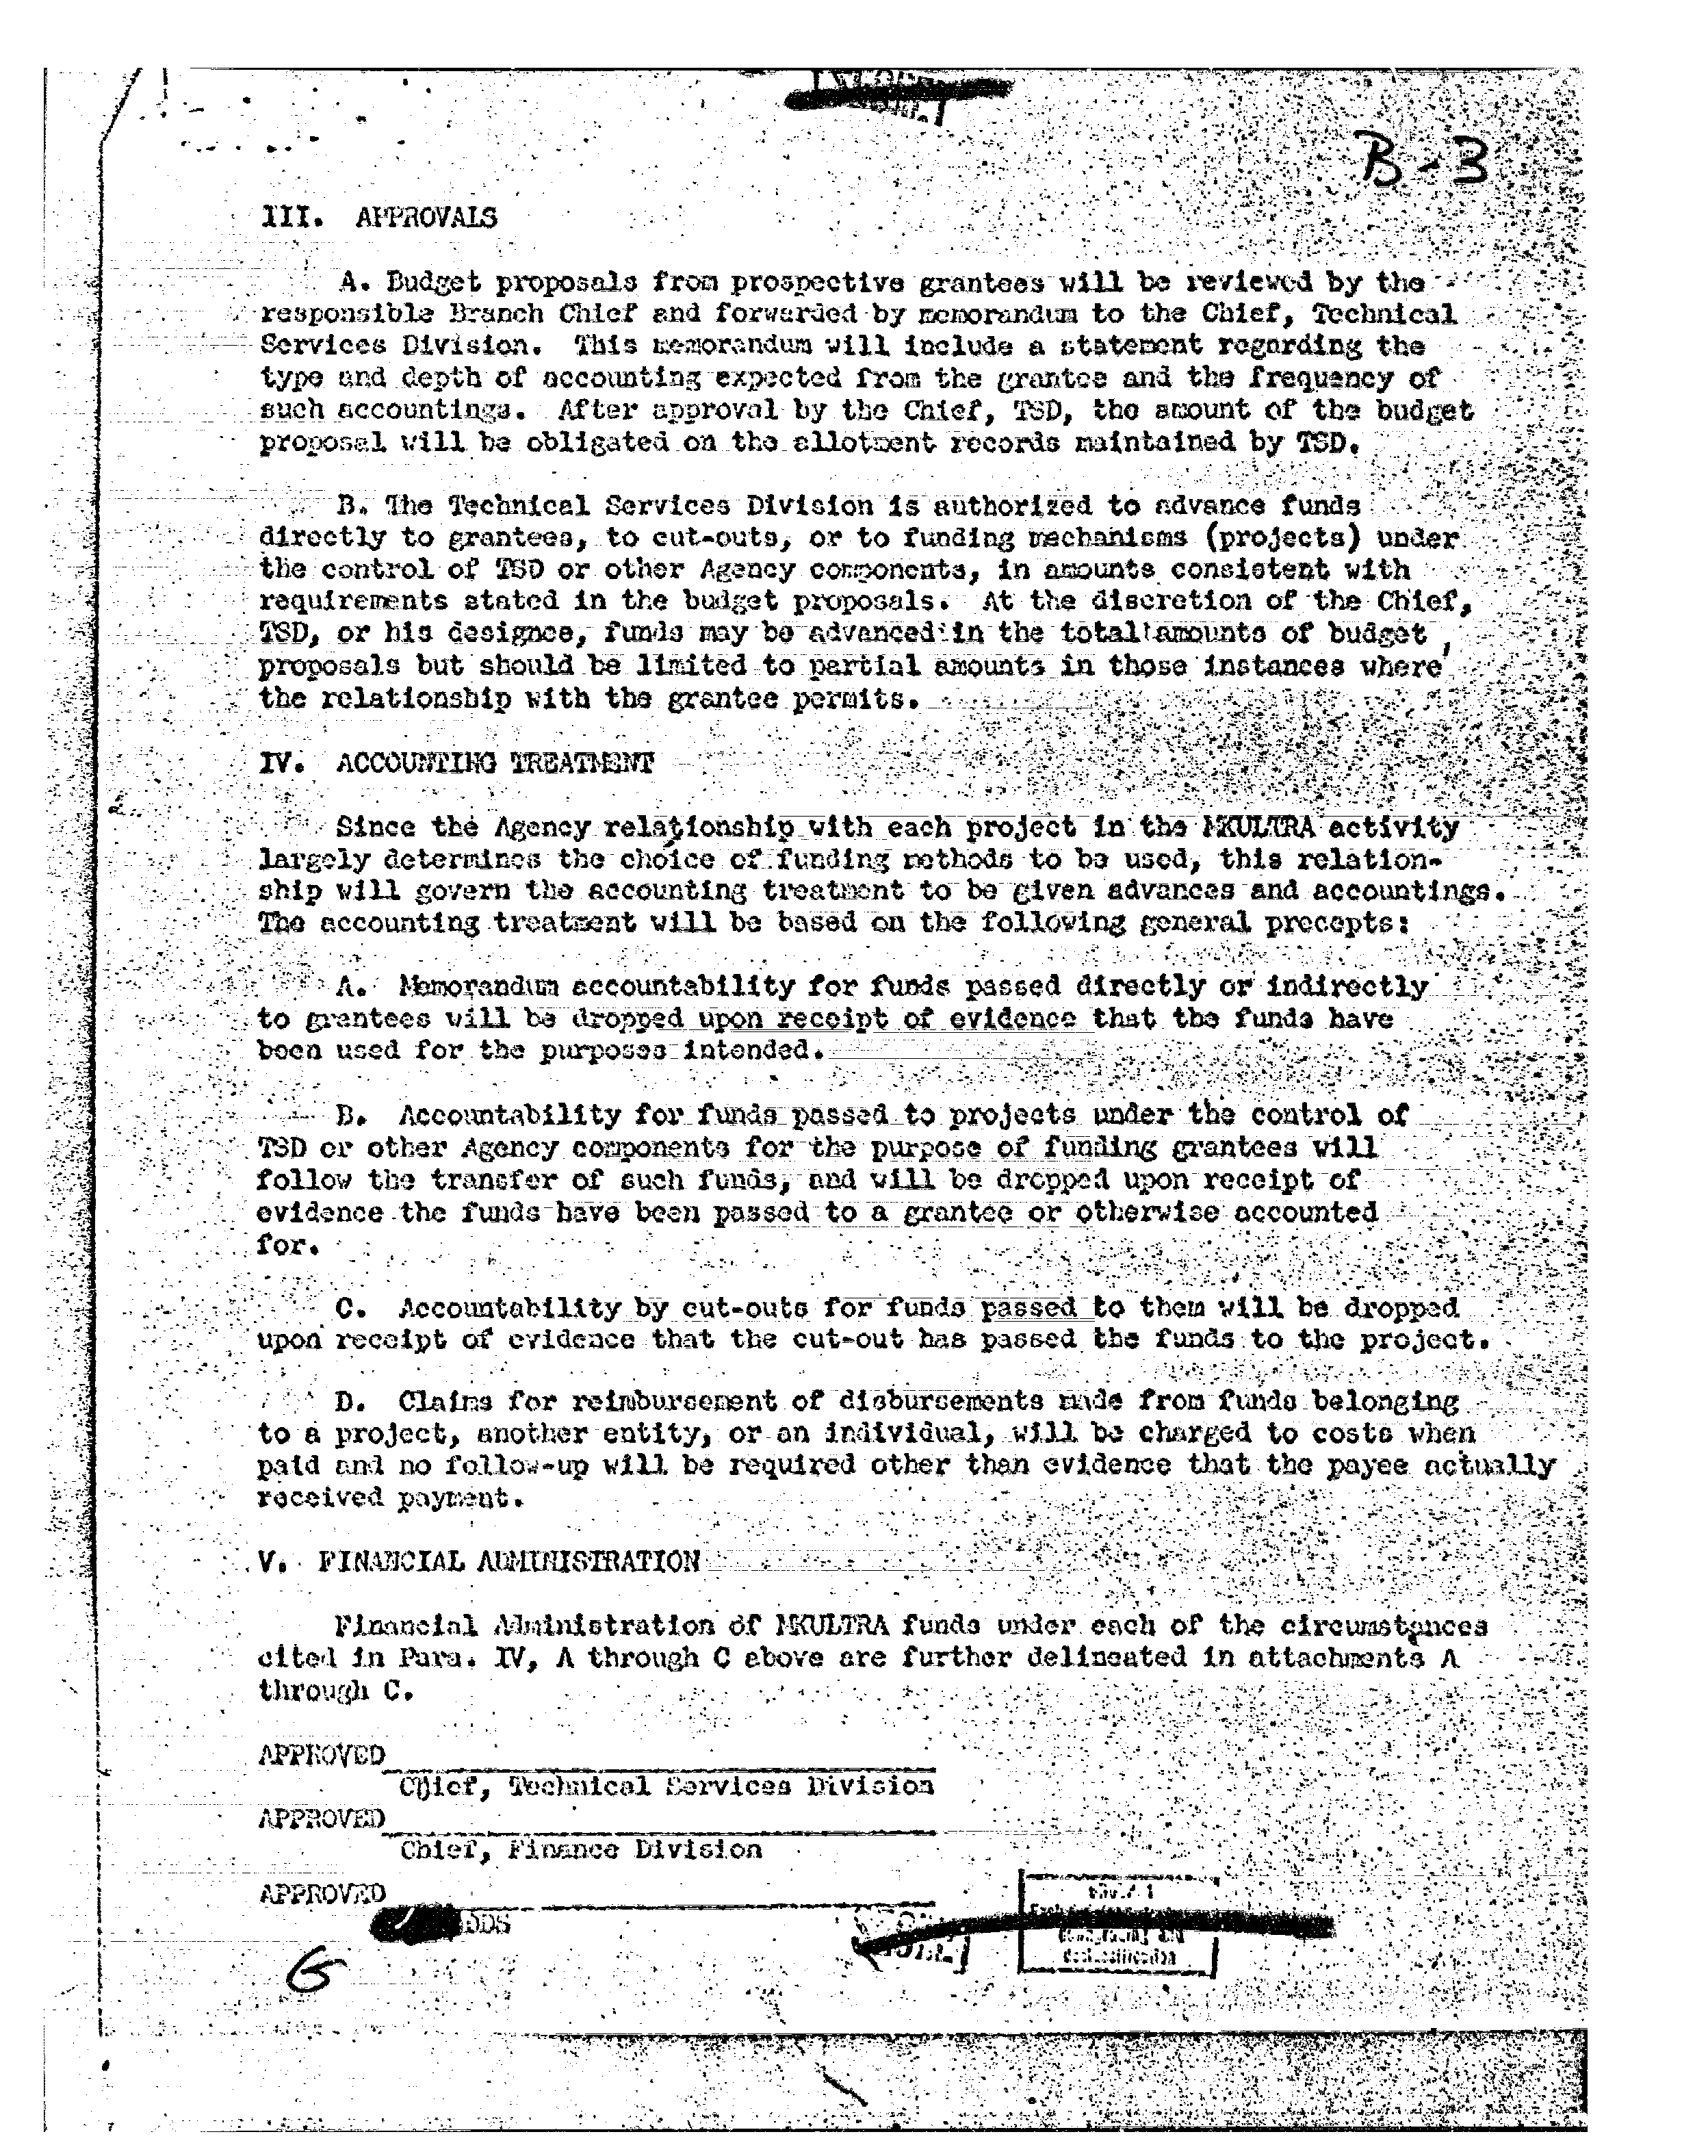 B-3
III. APPROVALS
A. Budget proposals from prospective grantees will be reviewed by the
responsible Branch Chief and forwarded by memorandum to the Chief, Technical
Services Division. This memorandum will include a statement regarding the
type and depth of accounting expected from the grantee and the frequency of
such accountings. After approval by the Chief, TSD, the amount of the budget
proposal will be obligated on the allotment records maintained by TSD.
B. The Technical Services Division is authorized to advance funds
directly to grantees, to cut-outs, or to funding mechanisms (projects) under
the control of TSD or other Agency components, in amounts consistent with
requirements stated in the budget proposals. At the discretion of the Chief,
TSD, or his designee, funds may be advanced in the total amounts of budget
proposals but should be limited to partial amounts in those instances where
the relationship with the grantee permits.
IV. ACCOUNTING TREATMENT
Since the Agency relationship with each project in the MKULTRA activity
largely determines the choice of funding methods to be used, this relation-
ship will govern the accounting treatment to be given advances and accountings.
The accounting treatment will be based on the following general precepts:
A. Memorandum accountability for funds passed directly or indirectly
to grantees will be dropped upon receipt of evidence that the funds have
been used for the purposes intended.
B. Accountability for funds passed to projects under the control of
TSD or other Agency components for the purpose of funding grantees will
follow the transfer of such funds, and will be dropped upon receipt of
evidence the funds have been passed to a grantee or otherwise accounted
for.
C. Accountability by cut-outs for funds passed to them will be dropped
upon receipt of evidence that the cut-out has passed the funds to the project.
D. Claims for reimbursement of disbursements made from funds belonging
to a project, another entity, or an individual, will be charged to costs when
paid and no follow-up will be required other than evidence that the payee actually
received payment.
V. FINANCIAL ADMINISTRATION
Financial Administration of MKULTRA funds under each of the circumstances
cited in Para. IV, A through C above are further delineated in attachments A
through C.
APPROVED
Chief, Technical Services Division
APPROVED
Chief, Finance Division
APPROVED
DDS
G